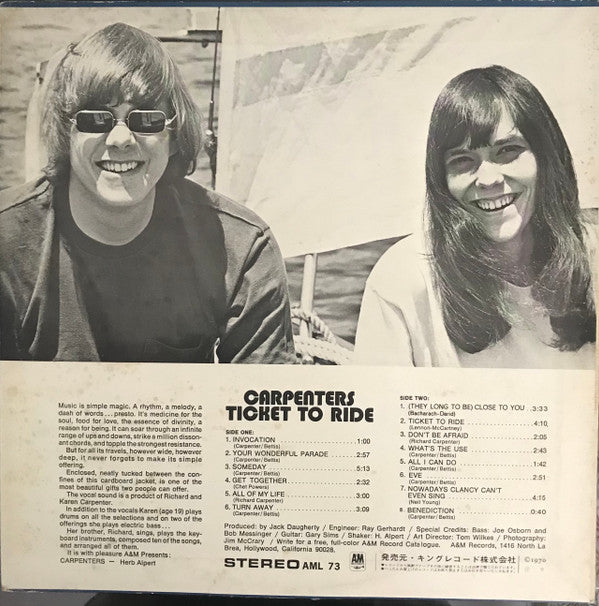 Music is simple magic. A rhythm, a melody, a
dash of words . . . presto. It's medicine for the
soul, food for love, the essence of divinity, a
reason for being. It can soar through an infinite
range of ups and downs, strike a million disson-
ant chords, and topple the strongest resistance.
But for all its travels, however wide, however
deep, it never forgets to make its simple
offering.
Enclosed, neatly tucked between the con-
fines of this cardboard jacket, is one of the
most beautiful gifts two people can offer.
The vocal sound is a product of Richard and
Karen Carpenter.
In addition to the vocals Karen (age 19) plays
drums on all the selections and on two of the
offerings she plays electric bass. . .
Her brother, Richard, sings, plays the key-
board instruments, composed ten of the songs,
and arranged all of them.
It is with pleasure A&M Presents:
CARPENTERS — Herb Alpert
CARPENTERS
TICKET TO RIDE
SIDE ONE:
1. INVOCATION 1:00
(Carpenter/Bettis)
2. YOUR WONDERFUL PARADE 2:57
(Carpenter/Bettis)
3. SOMEDAY 5:13
(Carpenter/Bettis)
4. GET TOGETHER 2:32
(Chet Powers)
5. ALL OF MY LIFE 3:00
(Richard Carpenter)
6. TURN AWAY 3:09
(Carpenter/Bettis)
SIDE TWO:
1. (THEY LONG TO BE) CLOSE TO YOU 3:33
(Bacharach-David)
2. TICKET TO RIDE 4:10
(Lennon-McCartney)
3. DON'T BE AFRAID 2:05
(Richard Carpenter)
4. WHAT'S THE USE 2:43
(Carpenter/Bettis)
5. ALL I CAN DO 1:42
(Carpenter/Bettis)
6. EVE 2:51
(Carpenter/Bettis)
7. NOWADAYS CLANCY CAN'T
EVEN SING 4:15
(Neil Young)
8. BENEDICTION 0:40
(Carpenter/Bettis)
Produced by: Jack Daugherty / Engineer: Ray Gerhardt / Special Credits: Bass: Joe Osborn and
Bob Messinger / Guitar: Gary Sims / Shaker: H. Alpert / Art Director: Tom Wilkes / Photography:
Jim McCrary / Write for a free, full-color A&M Record Catalogue. A&M Records, 1416 North La
Brea, Hollywood, California 90028.
STEREO AML 73
A&M RECORDS
発売元・キングレコード株式会社
©1970